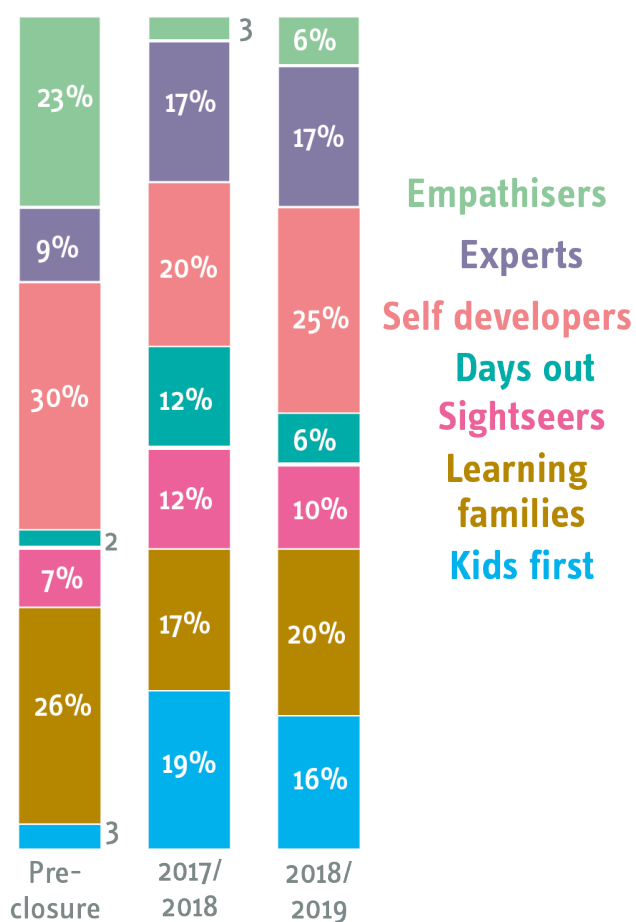 23%
9%
30%
2
7%
26%
3
Pre-
closure
3
17%
20%
12%
12%
17%
19%
2017/
2018
6%
17%
25%
6%
10%
20%
16%
2018/
2019
Empathisers
Experts
Self developers
Days out
Sightseers
Learning
families
Kids first